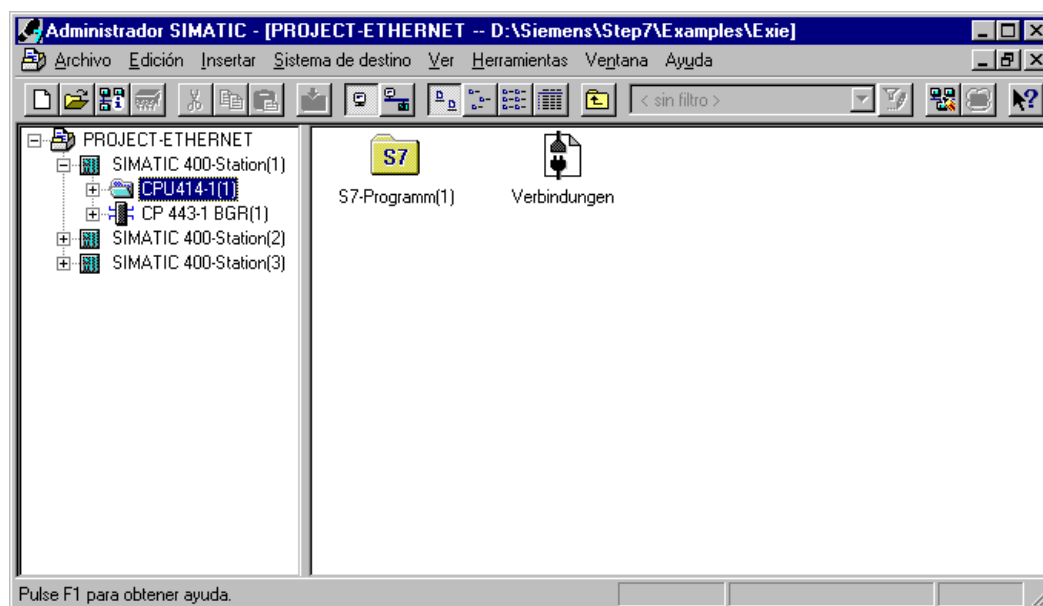 Administrador SIMATIC - [PROJECT-ETHERNET -- D:\Siemens\Step7\Examples\Exie]
Archivo Edición Insertar Sistema de destino Ver Herramientas Ventana Ayuda
< sin filtro >
PROJECT-ETHERNET
SIMATIC 400-Station(1)
CPU414-1(1)
CP 443-1 BGR(1)
SIMATIC 400-Station(2)
SIMATIC 400-Station(3)
S7
S7-Programm(1)
Verbindungen
Pulse F1 para obtener ayuda.